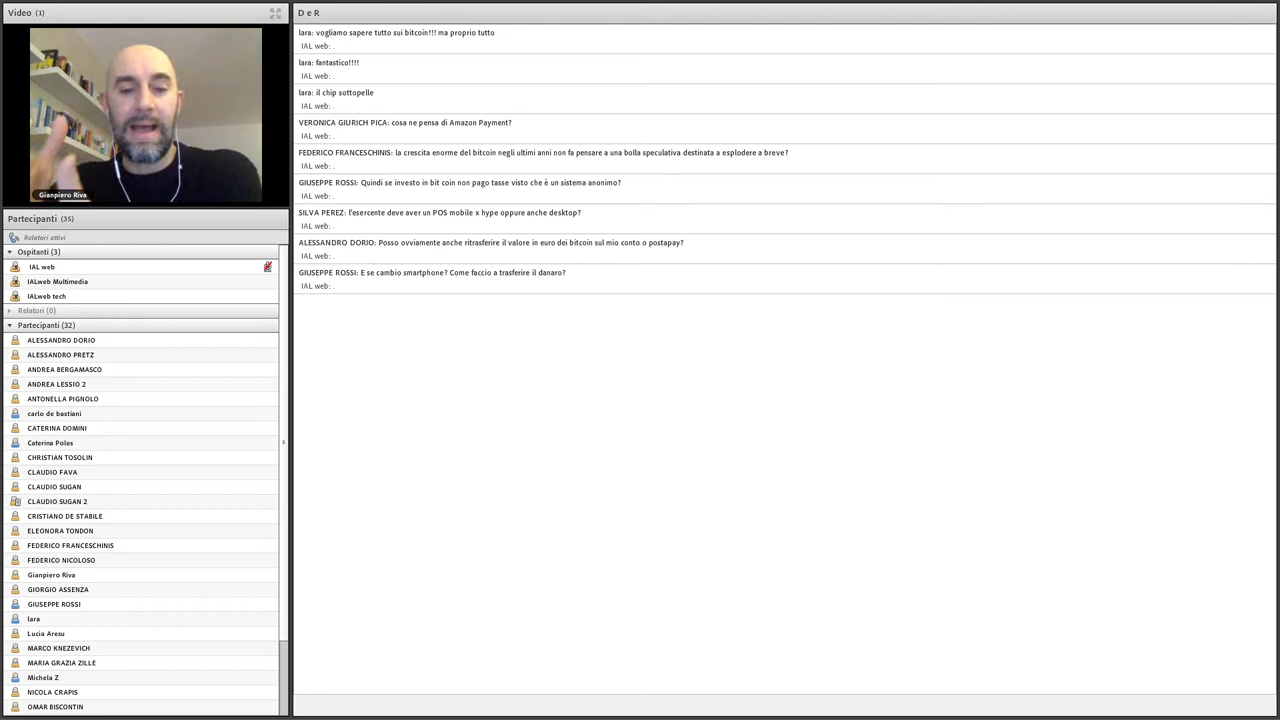 Video (1)
Gianpiero Riva
Partecipanti (35)
Relatori attivi
Ospitanti (3)
IAL web
IALweb Multimedia
IALweb tech
Relatori (0)
Partecipanti (32)
ALESSANDRO DORIO
ALESSANDRO PRETZ
ANDREA BERGAMASCO
ANDREA LESSIO 2
ANTONELLA PIGNOLO
carlo de bastiani
CATERINA DOMINI
Caterina Poles
CHRISTIAN TOSOLIN
CLAUDIO FAVA
CLAUDIO SUGAN
CLAUDIO SUGAN 2
CRISTIANO DE STABILE
ELEONORA TONDON
FEDERICO FRANCESCHINIS
FEDERICO NICOLOSO
Gianpiero Riva
GIORGIO ASSENZA
GIUSEPPE ROSSI
lara
Lucia Aresu
MARCO KNEZEVICH
MARIA GRAZIA ZILLE
Michela Z
NICOLA CRAPIS
OMAR BISCONTIN
D e R
lara: vogliamo sapere tutto sui bitcoin!!! ma proprio tutto
IAL web: .
lara: fantastico!!!!
IAL web: .
lara: il chip sottopelle
IAL web: .
VERONICA GIURICH PICA: cosa ne pensa di Amazon Payment?
IAL web: .
FEDERICO FRANCESCHINIS: la crescita enorme del bitcoin negli ultimi anni non fa pensare a una bolla speculativa destinata a esplodere a breve?
IAL web: .
GIUSEPPE ROSSI: Quindi se investo in bit coin non pago tasse visto che è un sistema anonimo?
IAL web: .
SILVA PEREZ: l'esercente deve aver un POS mobile x hype oppure anche desktop?
IAL web: .
ALESSANDRO DORIO: Posso ovviamente anche ritrasferire il valore in euro dei bitcoin sul mio conto o postapay?
IAL web: .
GIUSEPPE ROSSI: E se cambio smartphone? Come faccio a trasferire il danaro?
IAL web: .